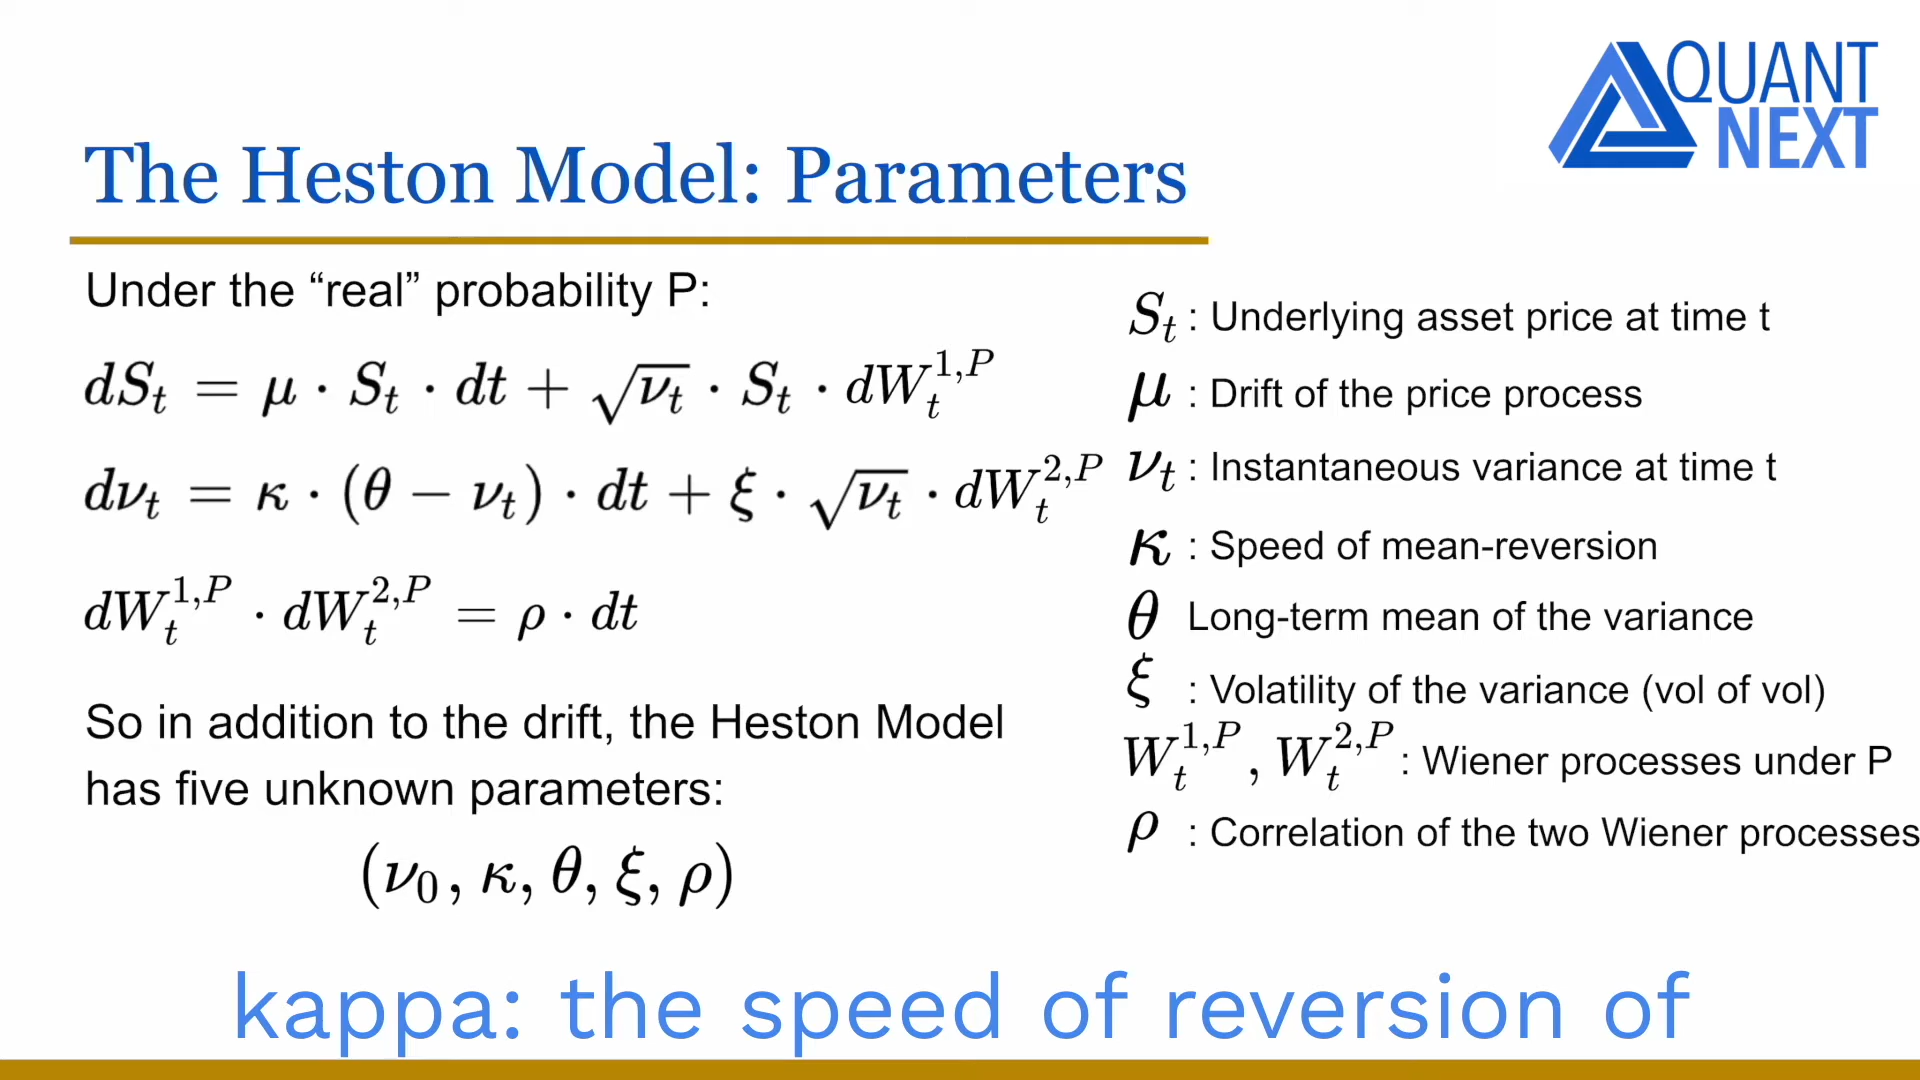 QUANT
NEXT
The Heston Model: Parameters
Under the “real” probability P:
dS_t = μ · S_t · dt + √ν_t · S_t · dW_t^{1,P}
dν_t = κ · (θ − ν_t) · dt + ξ · √ν_t · dW_t^{2,P}
dW_t^{1,P} · dW_t^{2,P} = ρ · dt
So in addition to the drift, the Heston Model
has five unknown parameters:
(ν_0, κ, θ, ξ, ρ)
S_t : Underlying asset price at time t
μ : Drift of the price process
ν_t : Instantaneous variance at time t
κ : Speed of mean-reversion
θ Long-term mean of the variance
ξ : Volatility of the variance (vol of vol)
W_t^{1,P}, W_t^{2,P} : Wiener processes under P
ρ : Correlation of the two Wiener processes
kappa: the speed of reversion of